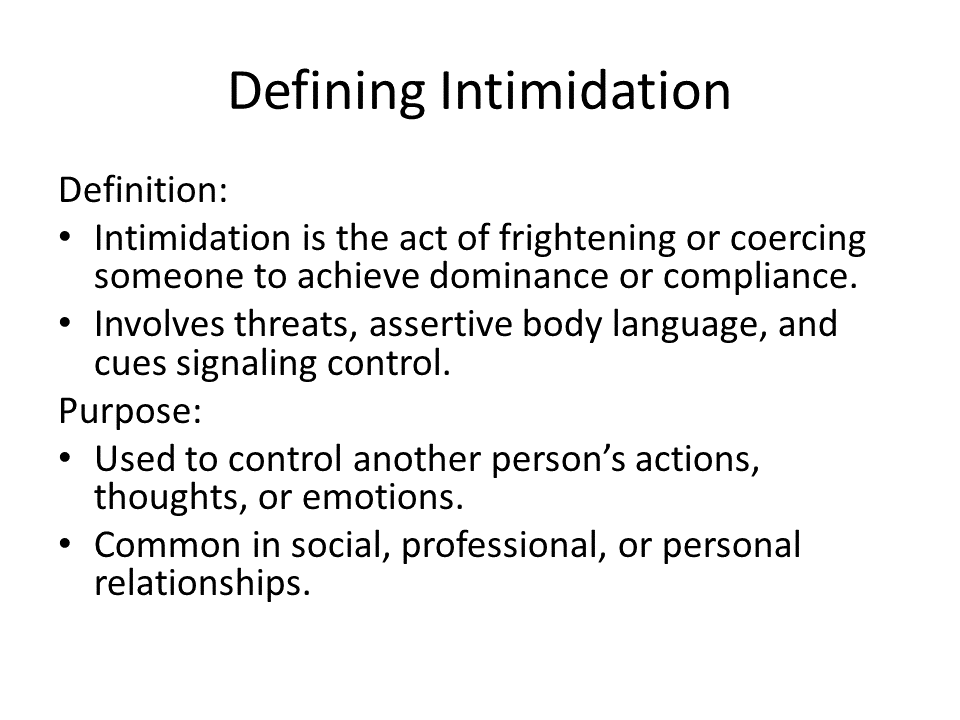 Defining Intimidation
Definition:
• Intimidation is the act of frightening or coercing
someone to achieve dominance or compliance.
• Involves threats, assertive body language, and
cues signaling control.
Purpose:
• Used to control another person’s actions,
thoughts, or emotions.
• Common in social, professional, or personal
relationships.